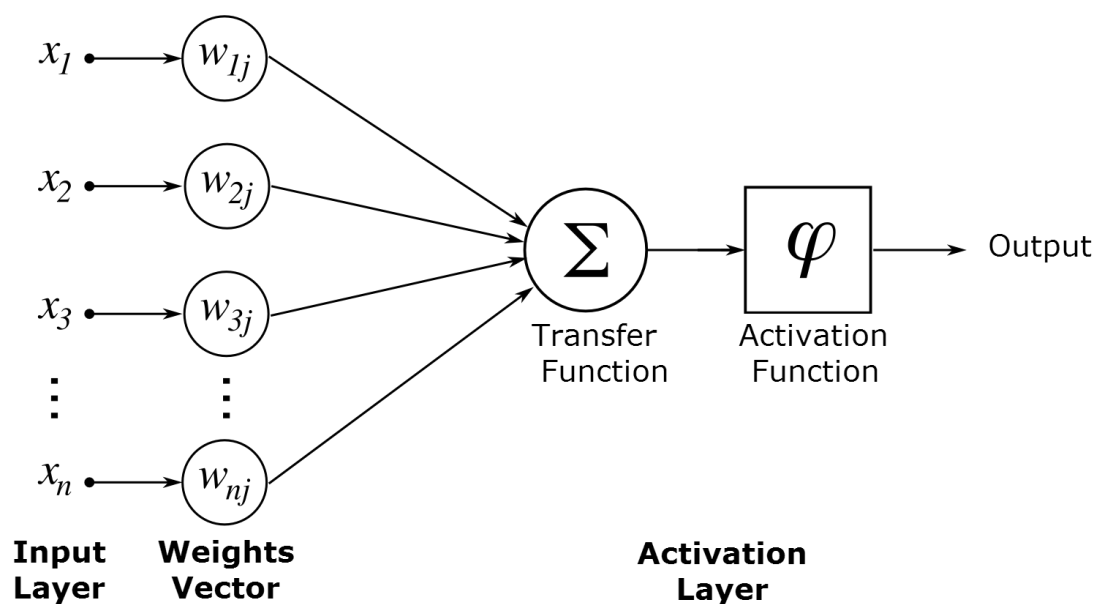 x1 w1j
x2 w2j
x3 w3j
xn wnj
Σ φ Output
Transfer Function
Activation Function
Input Layer
Weights Vector
Activation Layer